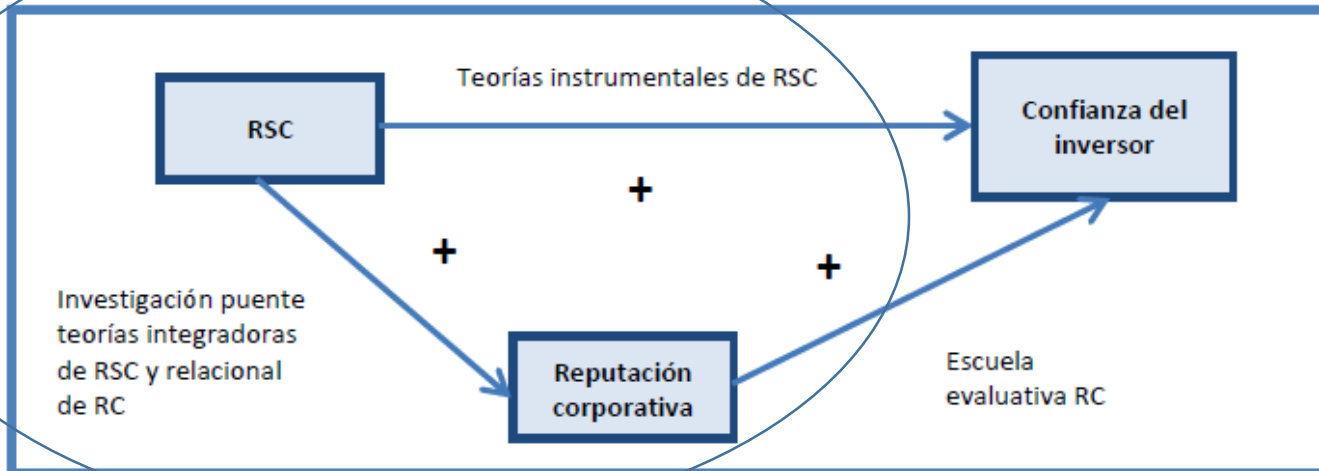 Teorías instrumentales de RSC
RSC
Confianza del
inversor
+
+
+
Investigación puente
teorías integradoras
de RSC y relacional
de RC
Reputación
corporativa
Escuela
evaluativa RC